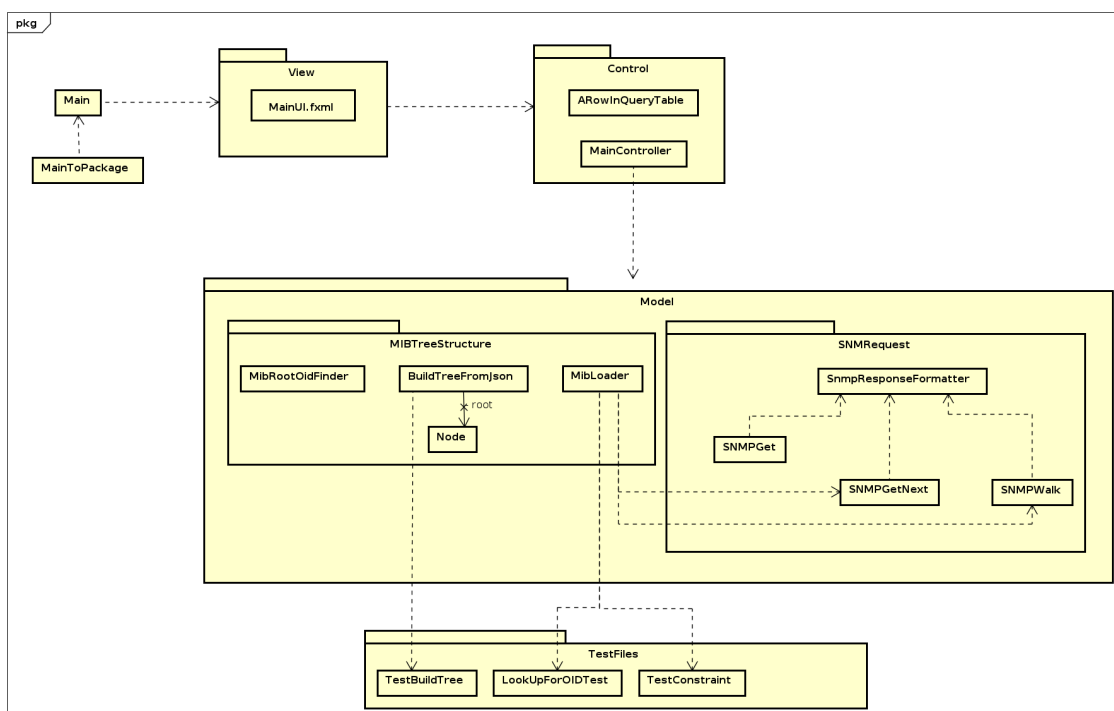 pkg
View
Control
Main
MainUI.fxml
ARowInQueryTable
MainToPackage
MainController
Model
MIBTreeStructure
SNMRequest
MibRootOidFinder
BuildTreeFromJson
MibLoader
SnmpResponseFormatter
root
Node
SNMPGet
SNMPGetNext
SNMPWalk
TestFiles
TestBuildTree
LookUpForOIDTest
TestConstraint